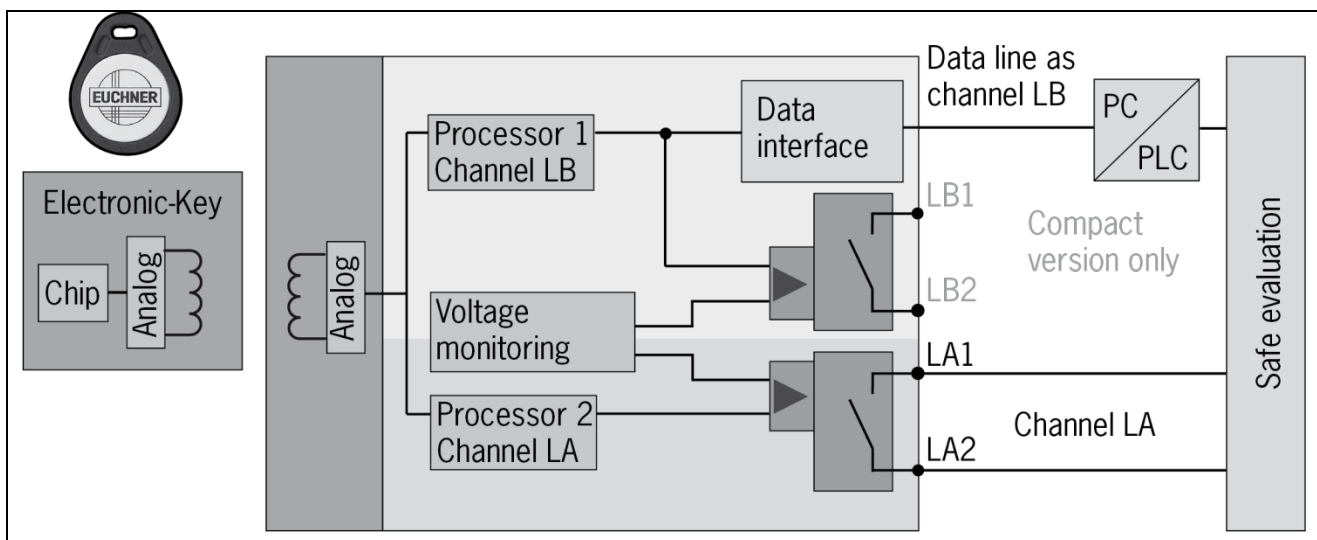 EUCHNER
Electronic-Key
Chip
Analog
Analog
Processor 1
Channel LB
Voltage
monitoring
Processor 2
Channel LA
Data
interface
Data line as
channel LB
PC
PLC
LB1
LB2
Compact
version only
LA1
Channel LA
LA2
Safe evaluation